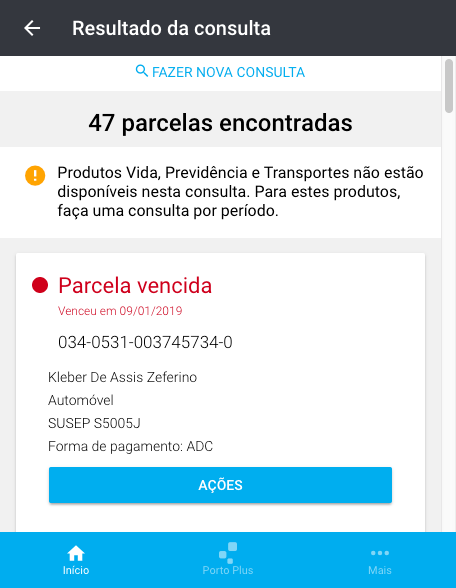 Resultado da consulta
FAZER NOVA CONSULTA
47 parcelas encontradas
Produtos Vida, Previdência e Transportes não estão
disponíveis nesta consulta. Para estes produtos,
faça uma consulta por período.
Parcela vencida
Venceu em 09/01/2019
034-0531-003745734-0
Kleber De Assis Zeferino
Automóvel
SUSEP S5005J
Forma de pagamento: ADC
AÇÕES
Início
Porto Plus
Mais